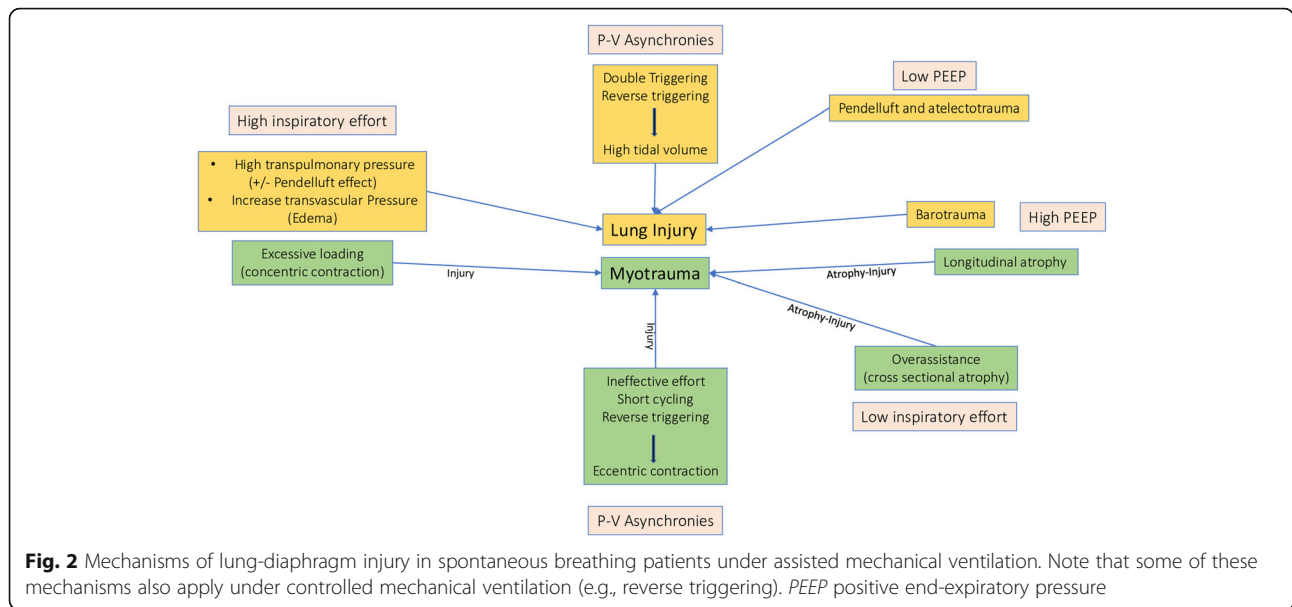 P-V Asynchronies
Double Triggering
Reverse triggering
High tidal volume
Low PEEP
Pendelluft and atelectotrauma
High inspiratory effort
• High transpulmonary pressure
(+/- Pendelluft effect)
• Increase transvascular Pressure
(Edema)
Lung Injury
Barotrauma
High PEEP
Excessive loading
(concentric contraction)
Injury
Myotrauma
Atrophy-Injury
Longitudinal atrophy
Atrophy-Injury
Injury
Overassistance
(cross sectional atrophy)
Low inspiratory effort
Ineffective effort
Short cycling
Reverse triggering
Eccentric contraction
P-V Asynchronies
Fig. 2 Mechanisms of lung-diaphragm injury in spontaneous breathing patients under assisted mechanical ventilation. Note that some of these
mechanisms also apply under controlled mechanical ventilation (e.g., reverse triggering). PEEP positive end-expiratory pressure